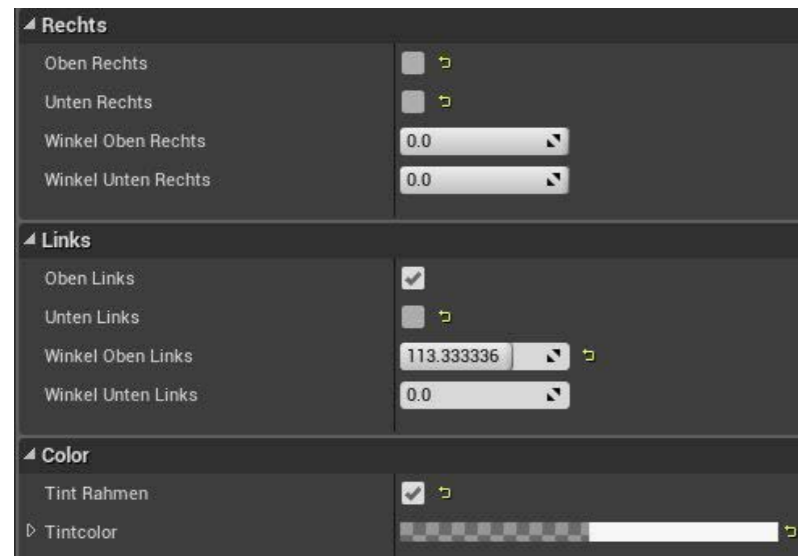 Rechts
Oben Rechts
Unten Rechts
Winkel Oben Rechts 0.0
Winkel Unten Rechts 0.0
Links
Oben Links
Unten Links
Winkel Oben Links 113.333336
Winkel Unten Links 0.0
Color
Tint Rahmen
Tintcolor